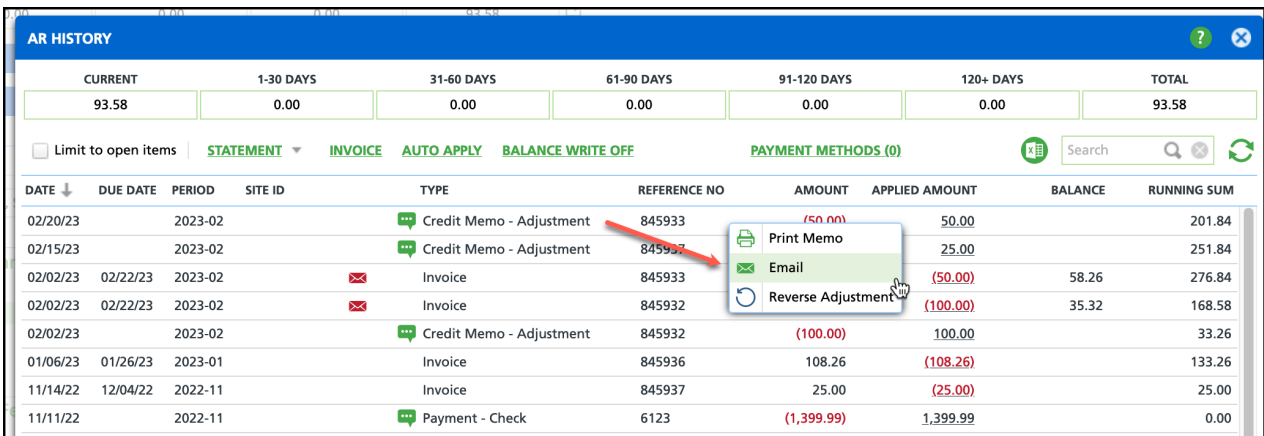 AR HISTORY
?
CURRENT 1-30 DAYS 31-60 DAYS 61-90 DAYS 91-120 DAYS 120+ DAYS TOTAL
93.58 0.00 0.00 0.00 0.00 0.00 93.58
Limit to open items STATEMENT INVOICE AUTO APPLY BALANCE WRITE OFF PAYMENT METHODS (0) Search
DATE DUE DATE PERIOD SITE ID TYPE REFERENCE NO AMOUNT APPLIED AMOUNT BALANCE RUNNING SUM
02/20/23 2023-02 Credit Memo - Adjustment 845933 (50.00) 50.00 201.84
Print Memo
02/15/23 2023-02 Credit Memo - Adjustment 845937 25.00 251.84
Email
02/02/23 02/22/23 2023-02 Invoice 845933 (50.00) 58.26 276.84
Reverse Adjustment
02/02/23 02/22/23 2023-02 Invoice 845932 (100.00) 35.32 168.58
02/02/23 2023-02 Credit Memo - Adjustment 845932 (100.00) 100.00 33.26
01/06/23 01/26/23 2023-01 Invoice 845936 108.26 (108.26) 133.26
11/14/22 12/04/22 2022-11 Invoice 845937 25.00 (25.00) 25.00
11/11/22 2022-11 Payment - Check 6123 (1,399.99) 1,399.99 0.00